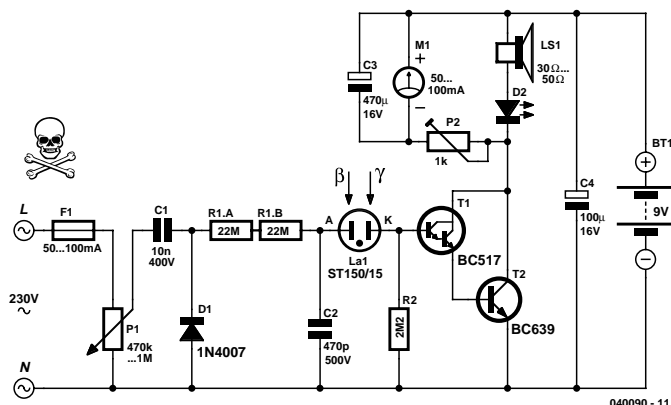 C3
470µ
16V
M1
+
50...
100mA
−
P2
1k
LS1
30Ω...
50Ω
D2
BT1
+
9V
−
C4
100µ
16V
L
F1
50...100mA
C1
10n
400V
R1.A
22M
R1.B
22M
β
γ
A
K
La1
ST150/15
T1
BC517
T2
BC639
230V
~
P1
470k
...1M
D1
1N4007
C2
470p
500V
R2
2M2
N
040090 - 11